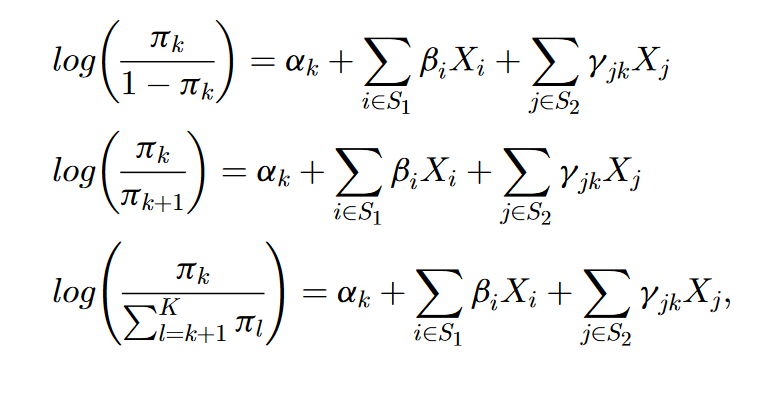 log(π_k / (1 − π_k)) = α_k + ∑_{i∈S_1} β_i X_i + ∑_{j∈S_2} γ_{jk} X_j
log(π_k / π_{k+1}) = α_k + ∑_{i∈S_1} β_i X_i + ∑_{j∈S_2} γ_{jk} X_j
log(π_k / ∑_{l=k+1}^{K} π_l) = α_k + ∑_{i∈S_1} β_i X_i + ∑_{j∈S_2} γ_{jk} X_j,